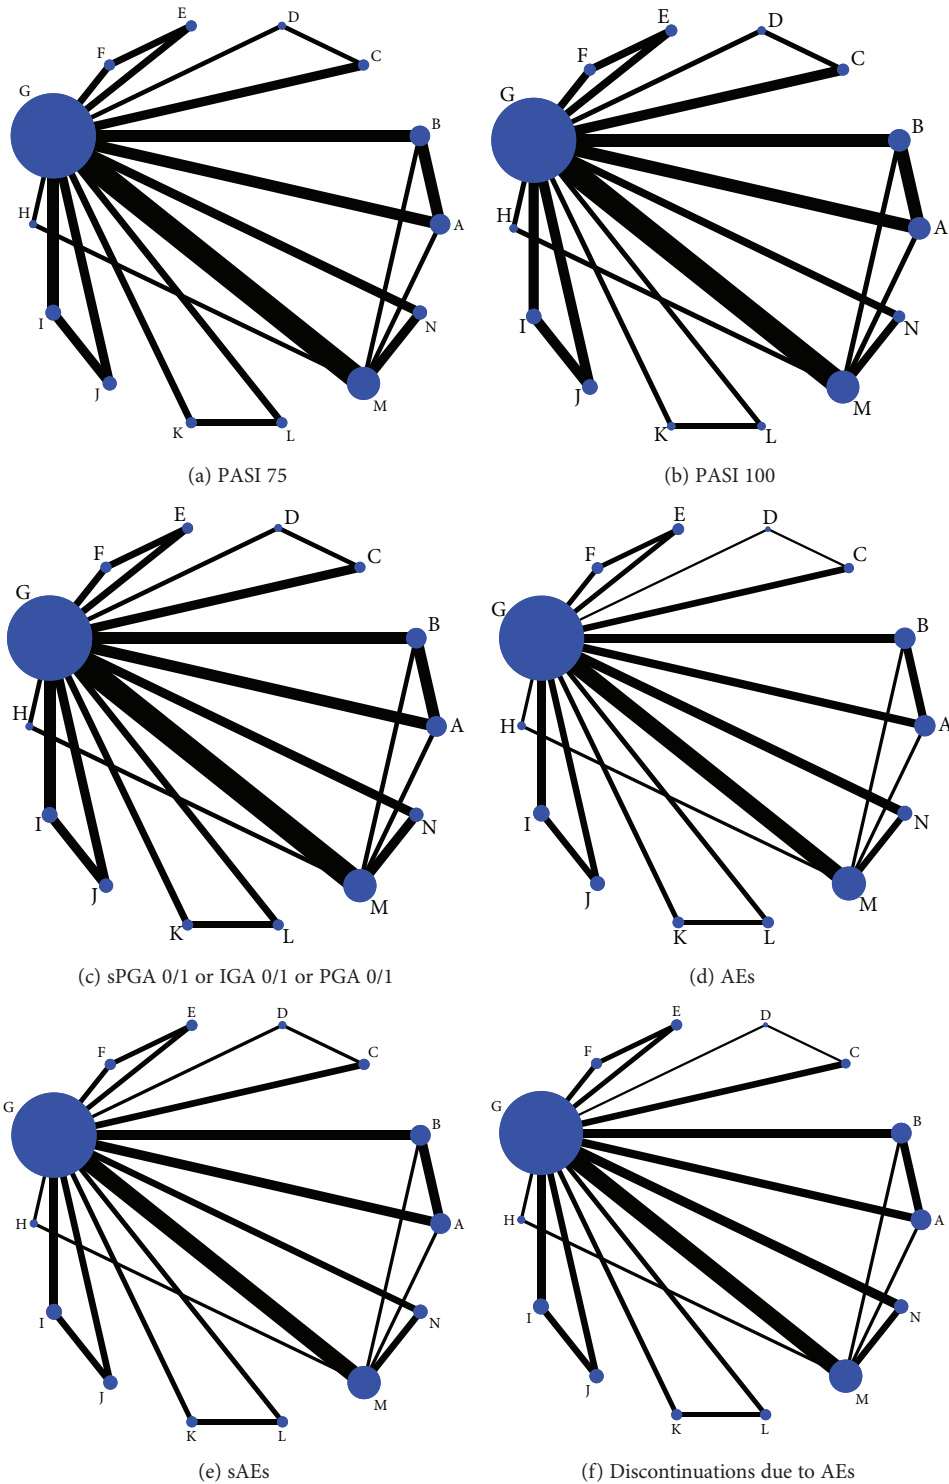 E
D
F
C
G
B
H
A
I
N
J
M
K
L
(a) PASI 75
E
D
F
C
G
B
H
A
I
N
J
M
K
L
(b) PASI 100
E
D
F
C
G
B
H
A
I
N
J
M
K
L
(c) sPGA 0/1 or IGA 0/1 or PGA 0/1
E
D
F
C
G
B
H
A
I
N
J
M
K
L
(d) AEs
E
D
F
C
G
B
H
A
I
N
J
M
K
L
(e) sAEs
E
D
F
C
G
B
H
A
I
N
J
M
K
L
(f) Discontinuations due to AEs